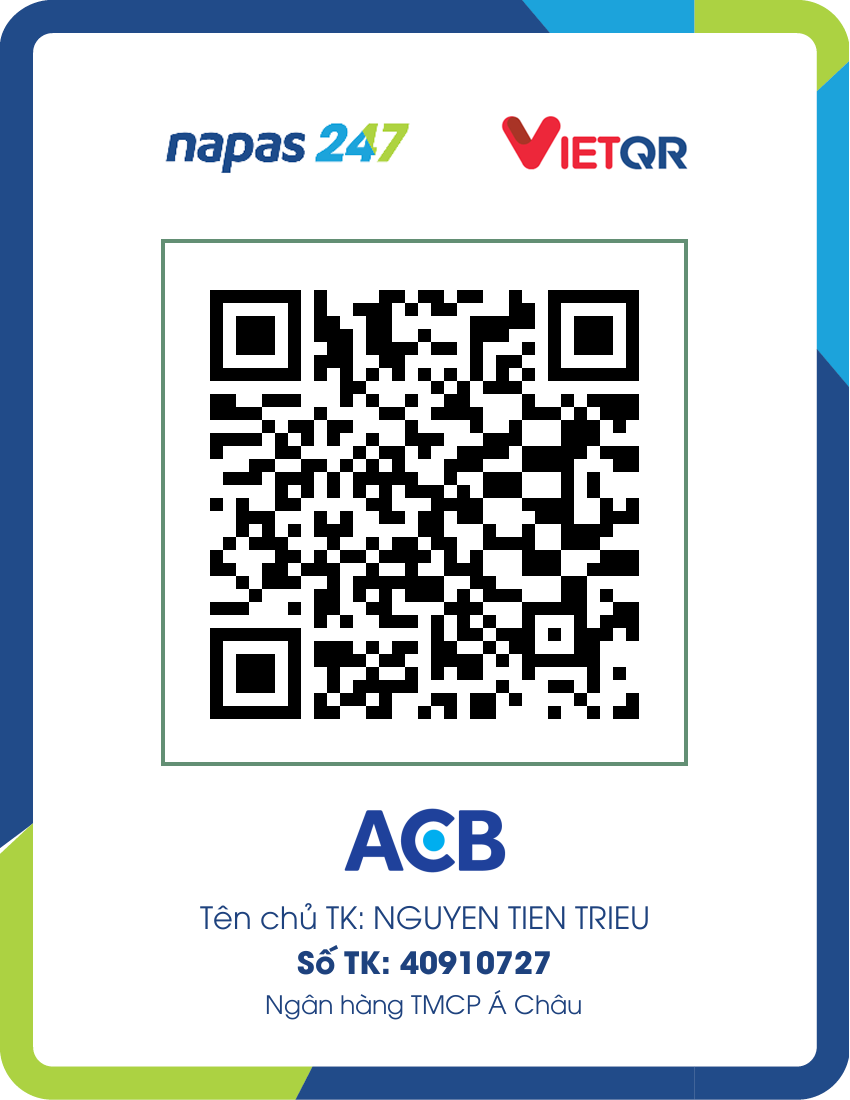 napas 247
VIETQR
ACB
Tên chủ TK: NGUYEN TIEN TRIEU
Số TK: 40910727
Ngân hàng TMCP Á Châu